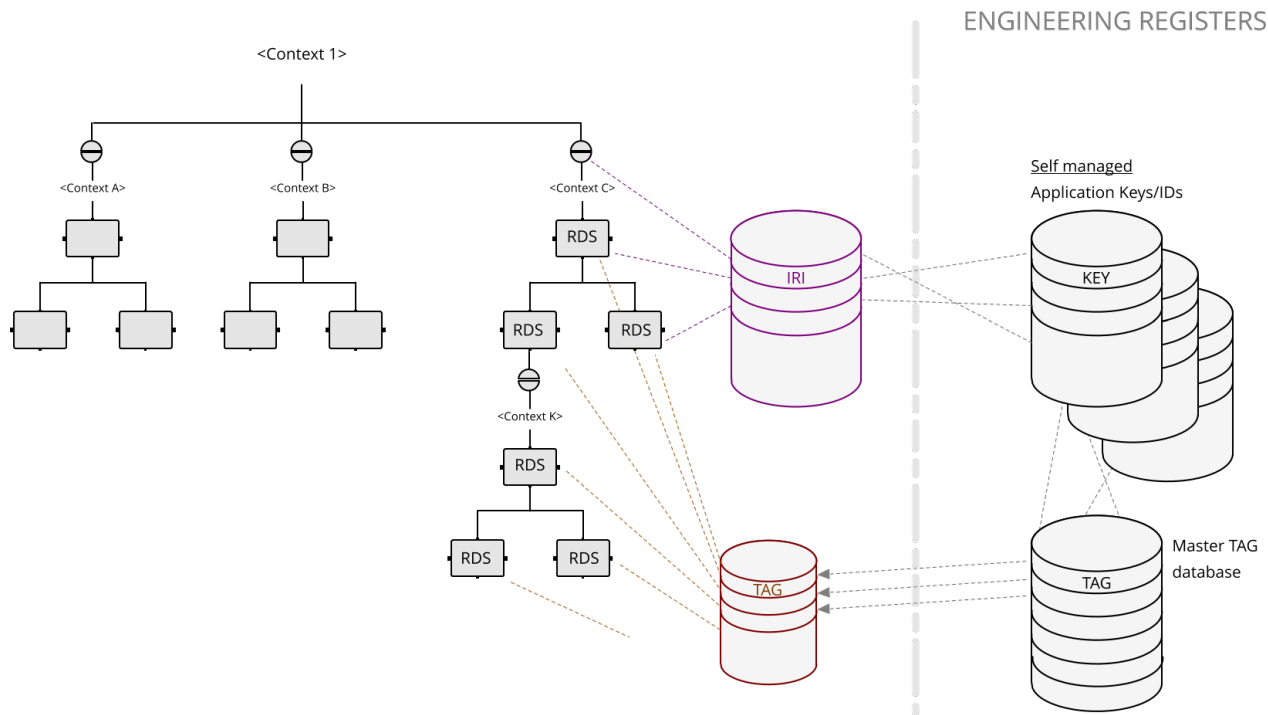 ENGINEERING REGISTERS
<Context 1>
Self managed
Application Keys/IDs
<Context A>
<Context B>
<Context C>
RDS
IRI
KEY
RDS
RDS
<Context K>
RDS
RDS
RDS
TAG
TAG
Master TAG
database